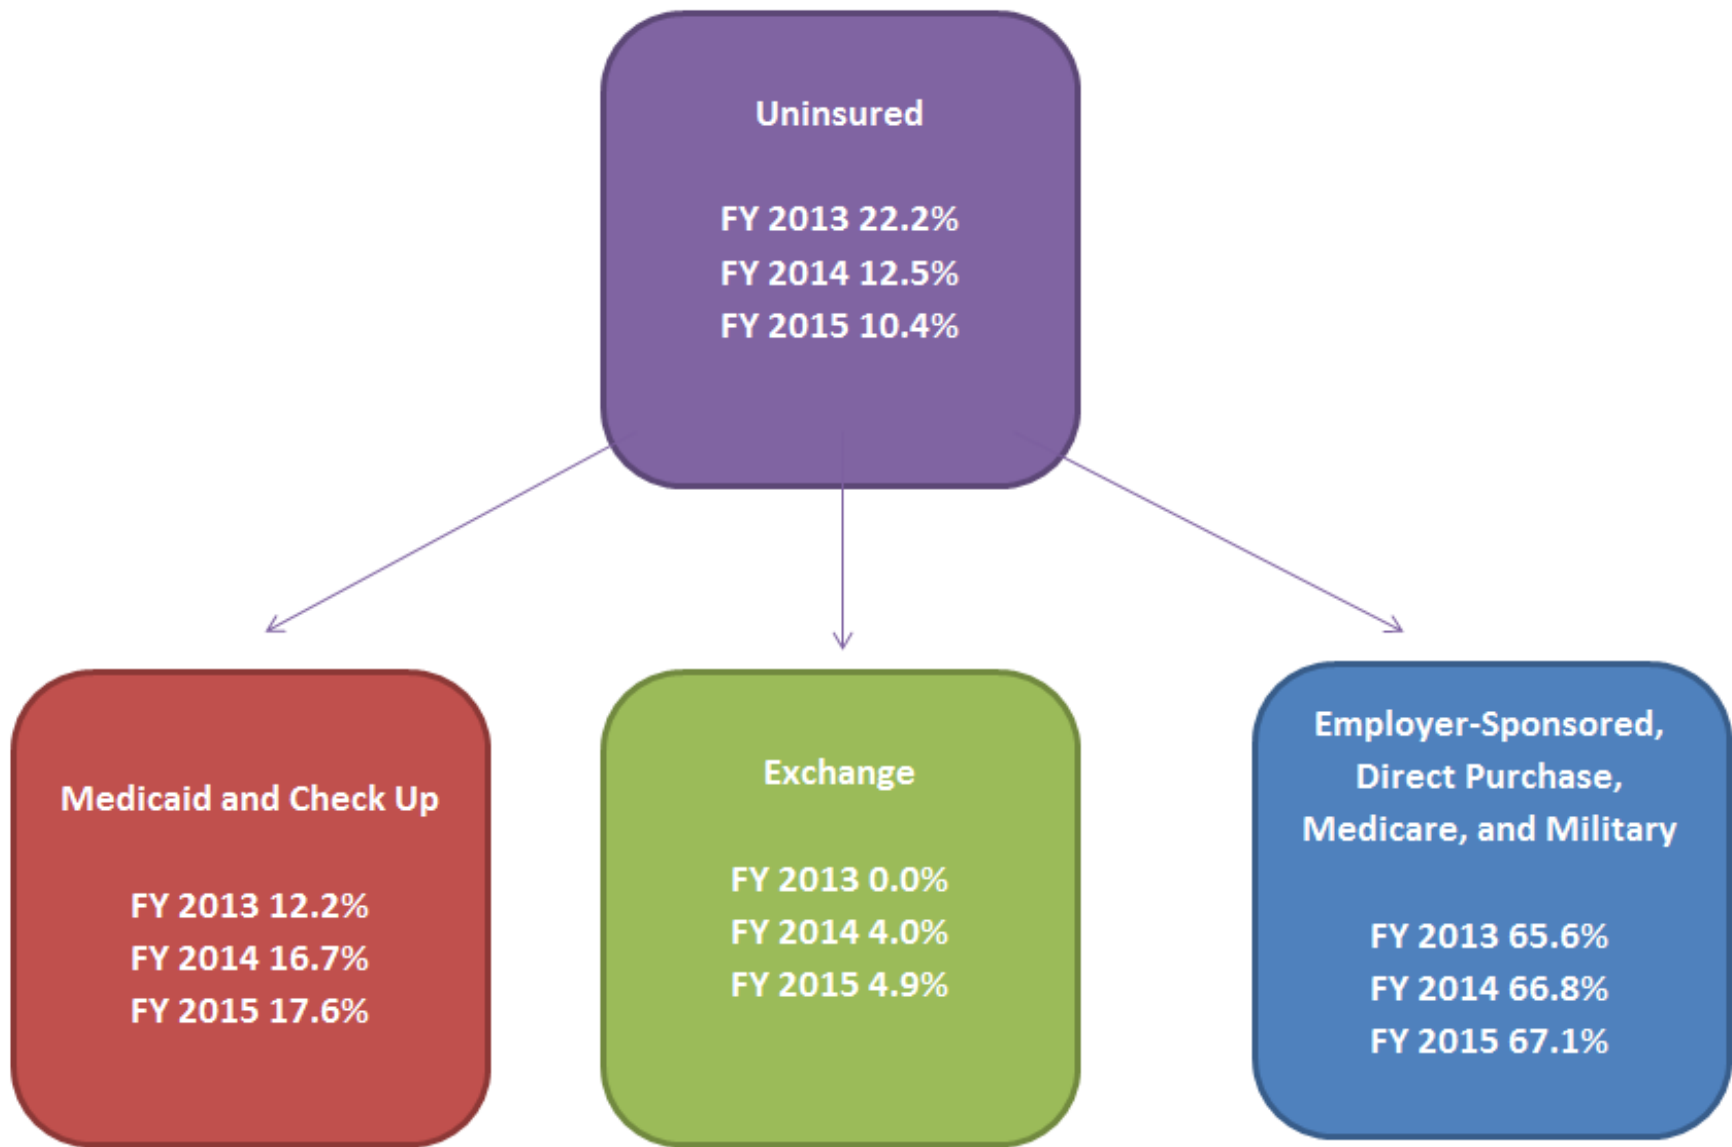 Uninsured
FY 2013 22.2%
FY 2014 12.5%
FY 2015 10.4%
Medicaid and Check Up
FY 2013 12.2%
FY 2014 16.7%
FY 2015 17.6%
Exchange
FY 2013 0.0%
FY 2014 4.0%
FY 2015 4.9%
Employer-Sponsored,
Direct Purchase,
Medicare, and Military
FY 2013 65.6%
FY 2014 66.8%
FY 2015 67.1%